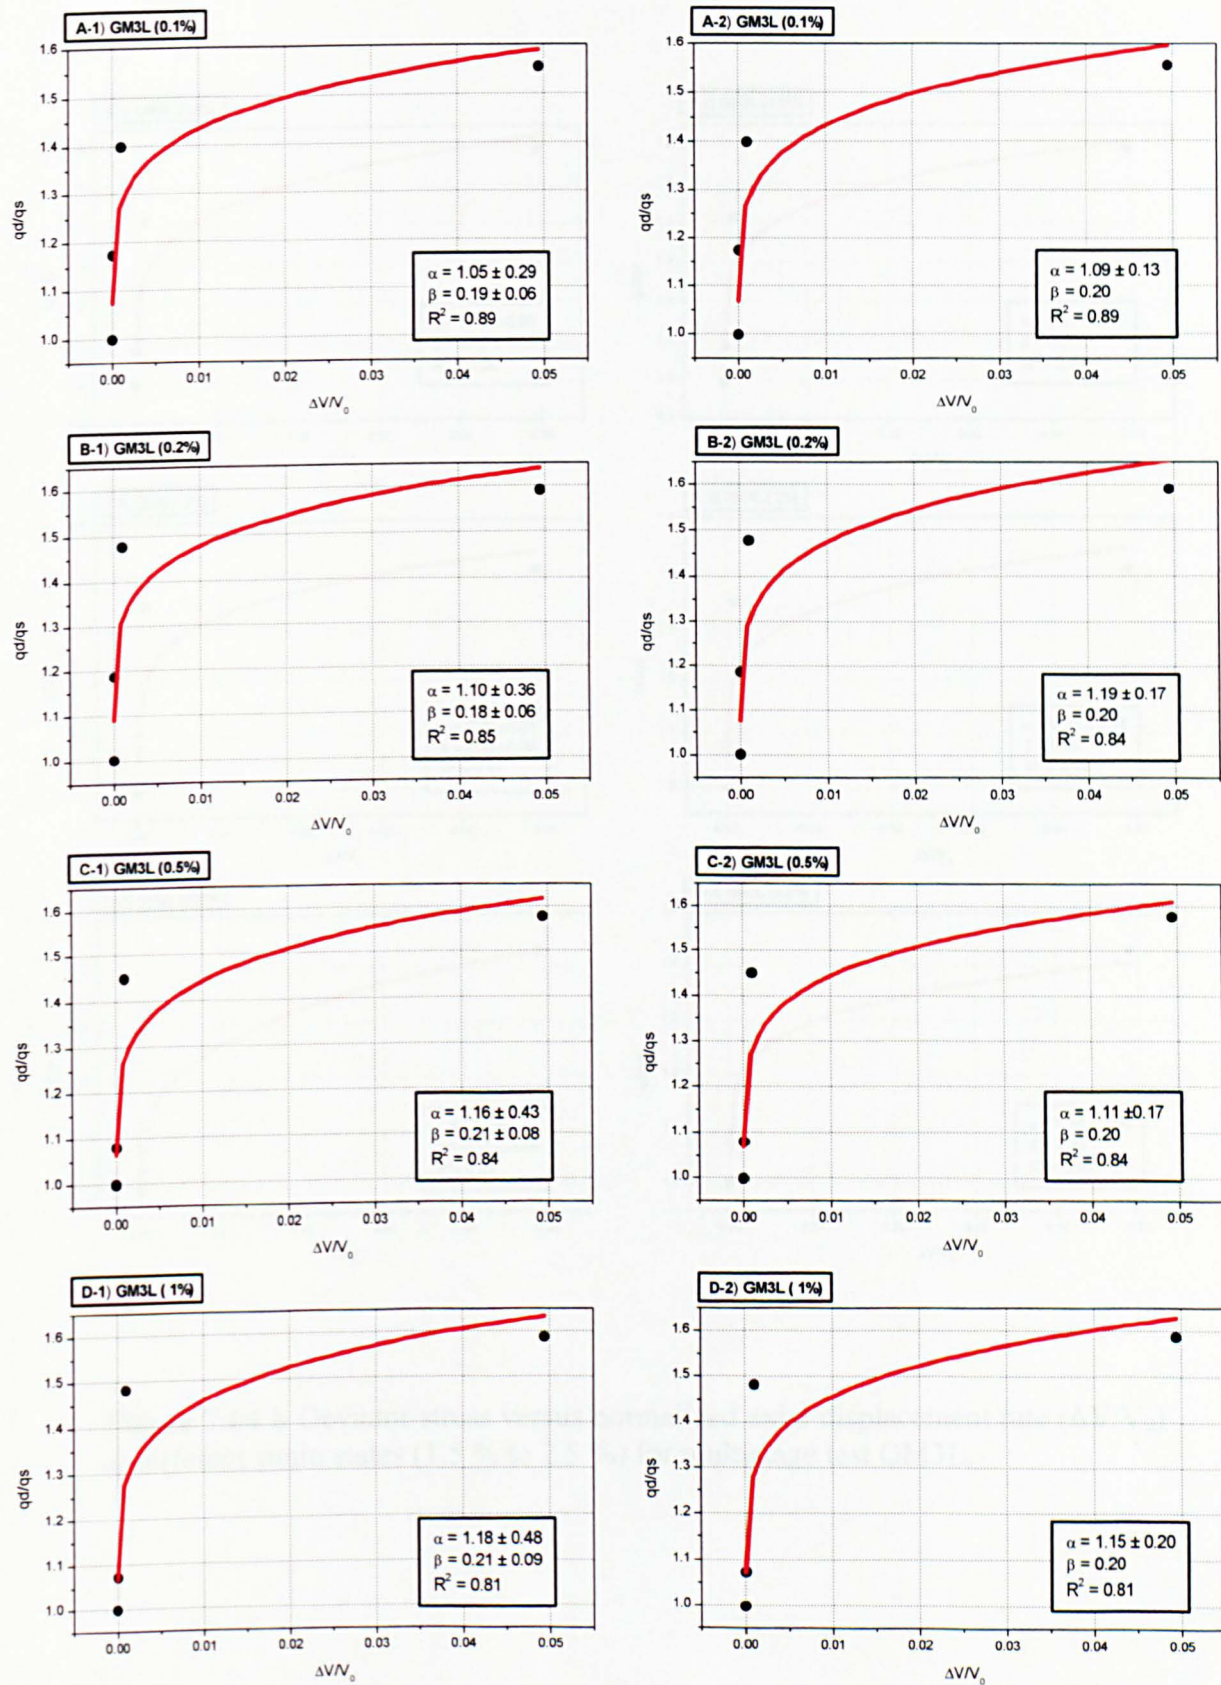 A-1) GM3L (0.1%)
1.6
1.5
1.4
1.3
1.2
1.1
1.0
qd/qs
α = 1.05 ± 0.29
β = 0.19 ± 0.06
R² = 0.89
0.00 0.01 0.02 0.03 0.04 0.05
ΔV/V₀
A-2) GM3L (0.1%)
1.6
1.5
1.4
1.3
1.2
1.1
1.0
qd/qs
α = 1.09 ± 0.13
β = 0.20
R² = 0.89
0.00 0.01 0.02 0.03 0.04 0.05
ΔV/V₀
B-1) GM3L (0.2%)
1.6
1.5
1.4
1.3
1.2
1.1
1.0
qd/qs
α = 1.10 ± 0.36
β = 0.18 ± 0.06
R² = 0.85
0.00 0.01 0.02 0.03 0.04 0.05
ΔV/V₀
B-2) GM3L (0.2%)
1.6
1.5
1.4
1.3
1.2
1.1
1.0
qd/qs
α = 1.19 ± 0.17
β = 0.20
R² = 0.84
0.00 0.01 0.02 0.03 0.04 0.05
ΔV/V₀
C-1) GM3L (0.5%)
1.6
1.5
1.4
1.3
1.2
1.1
1.0
qd/qs
α = 1.16 ± 0.43
β = 0.21 ± 0.08
R² = 0.84
0.00 0.01 0.02 0.03 0.04 0.05
ΔV/V₀
C-2) GM3L (0.5%)
1.6
1.5
1.4
1.3
1.2
1.1
1.0
qd/qs
α = 1.11 ±0.17
β = 0.20
R² = 0.84
0.00 0.01 0.02 0.03 0.04 0.05
ΔV/V₀
D-1) GM3L ( 1%)
1.6
1.5
1.4
1.3
1.2
1.1
1.0
qd/qs
α = 1.18 ± 0.48
β = 0.21 ± 0.09
R² = 0.81
0.00 0.01 0.02 0.03 0.04 0.05
ΔV/V₀
D-2) GM3L ( 1%)
1.6
1.5
1.4
1.3
1.2
1.1
1.0
qd/qs
α = 1.15 ± 0.20
β = 0.20
R² = 0.81
0.00 0.01 0.02 0.03 0.04 0.05
ΔV/V₀